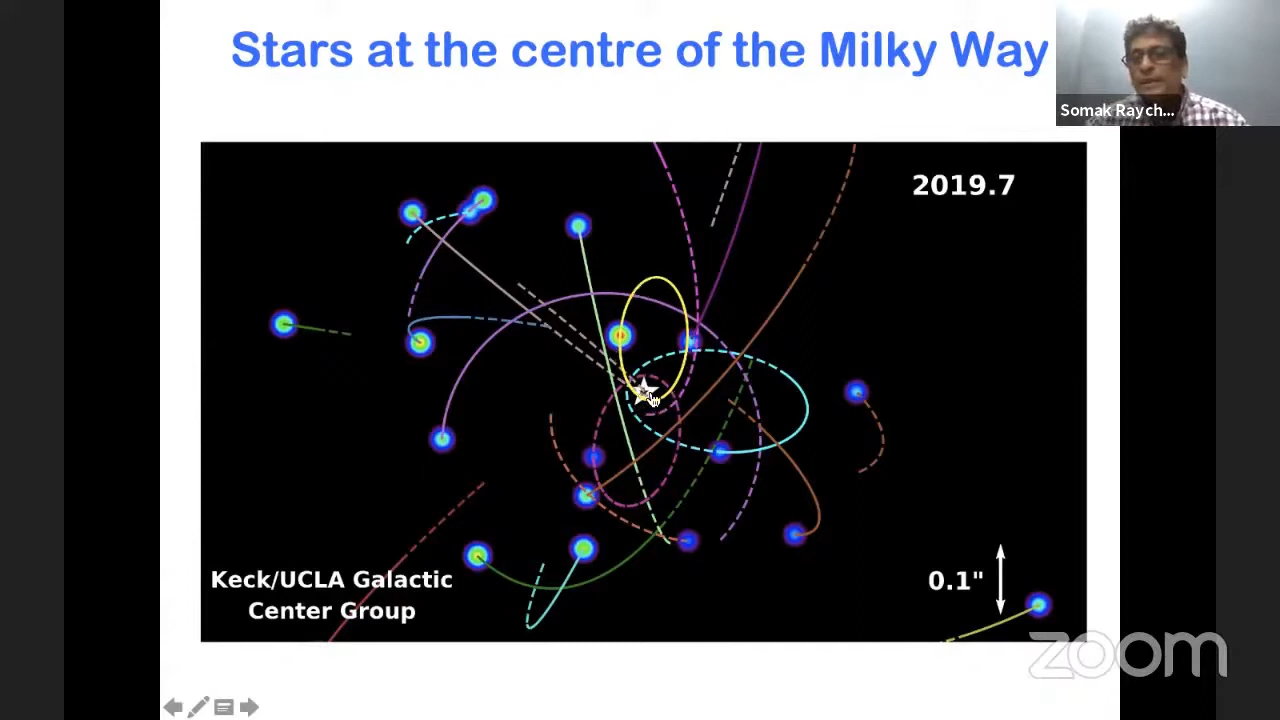 Stars at the centre of the Milky Way
Somak Raych...
2019.7
Keck/UCLA Galactic
Center Group
0.1"
zoom